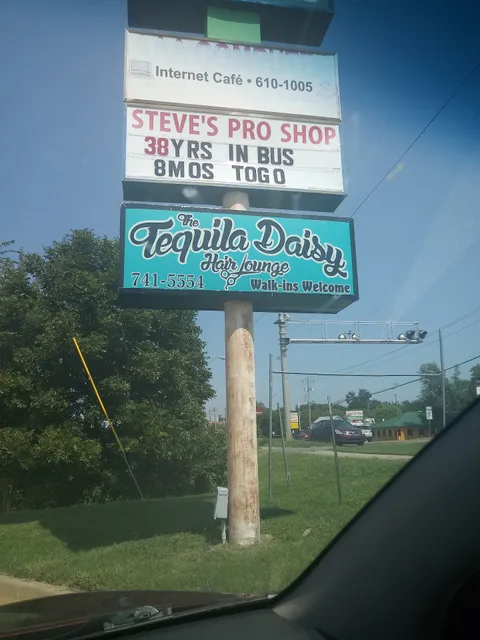 Internet Café • 610-1005
STEVE'S PRO SHOP
38YRS IN BUS
8MOS TOGO
The
Tequila Daisy
Hair Lounge
741-5554 Walk-ins Welcome